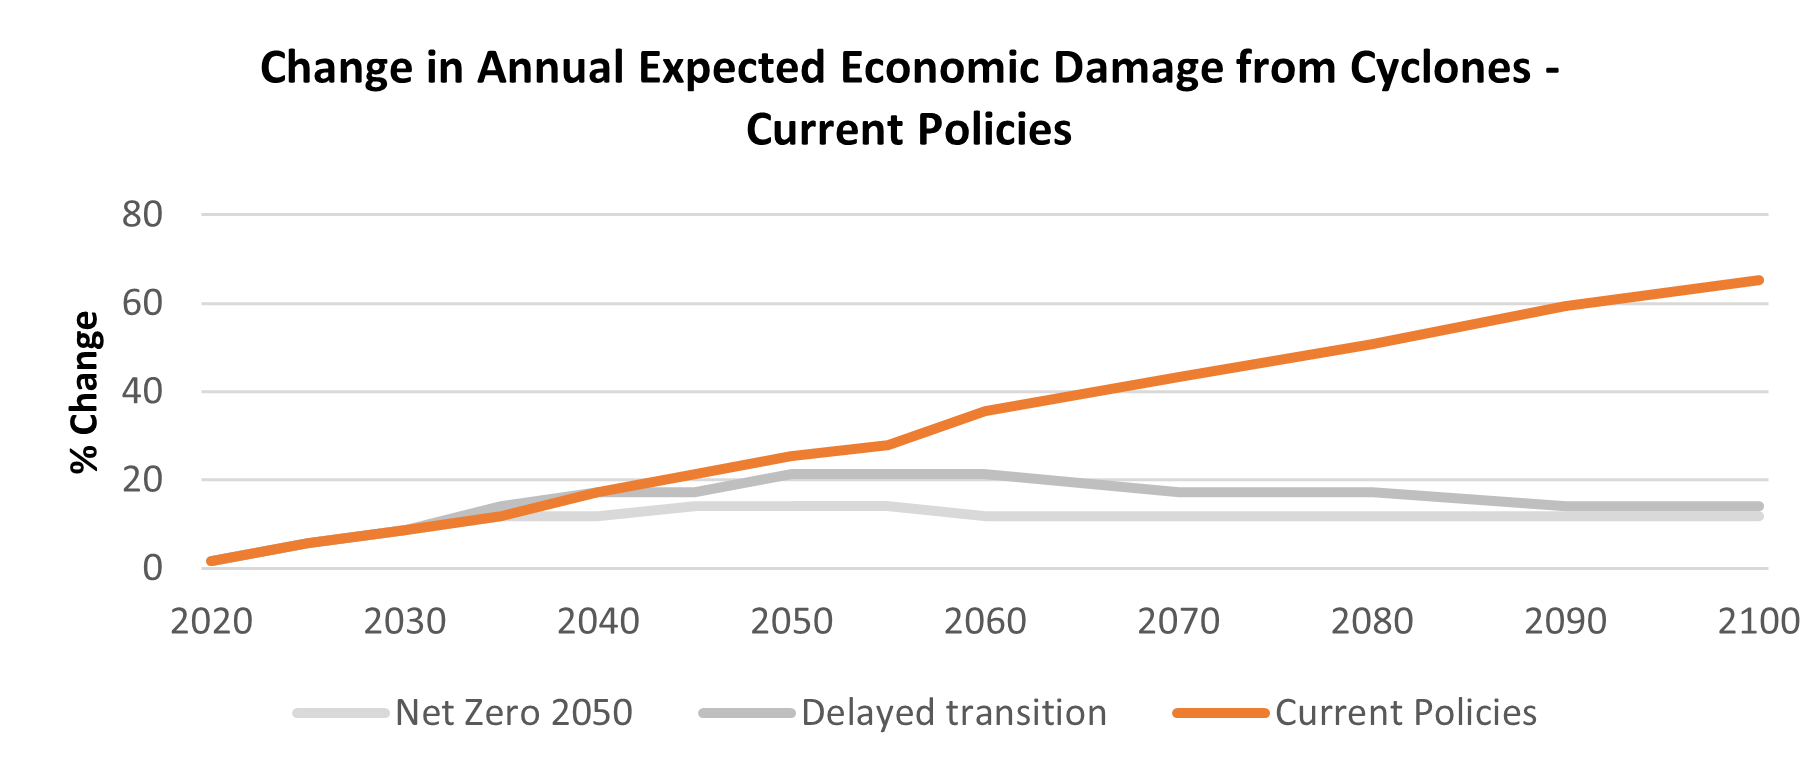 Change in Annual Expected Economic Damage from Cyclones -
Current Policies
% Change
80
60
40
20
0
2020 2030 2040 2050 2060 2070 2080 2090 2100
Net Zero 2050 Delayed transition Current Policies